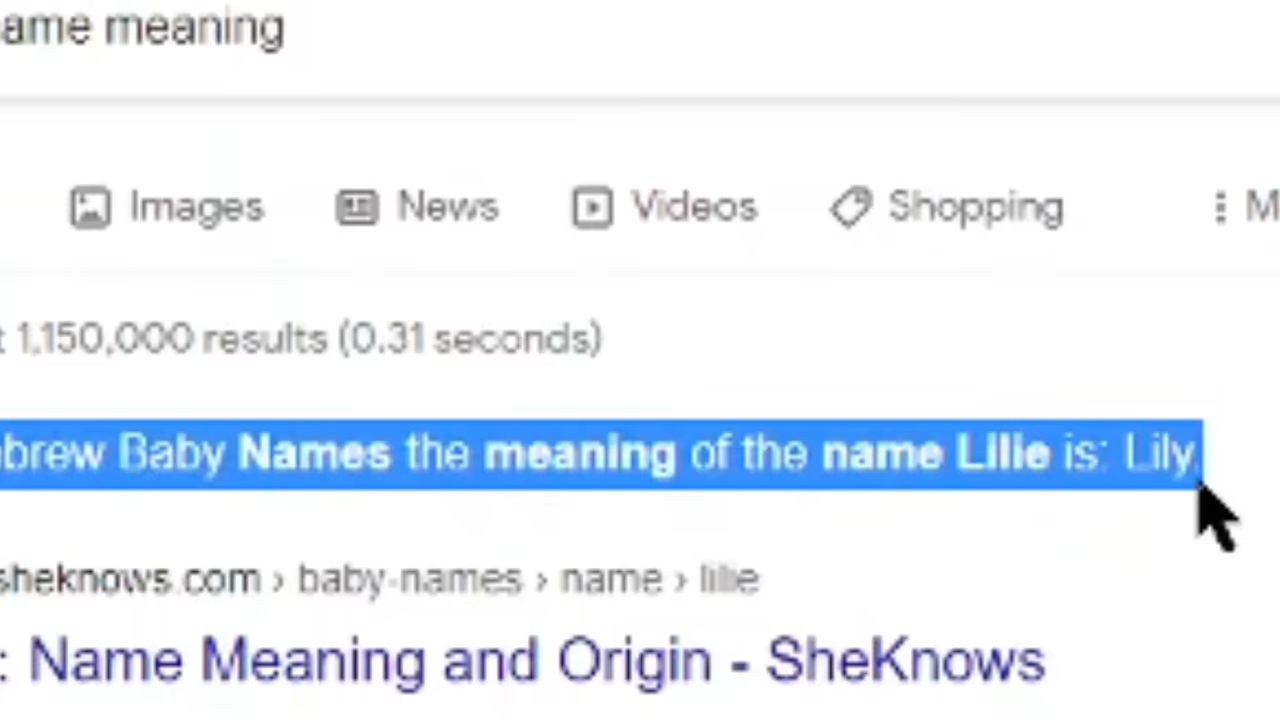 ame meaning
Images News Videos Shopping
1,150,000 results (0.31 seconds)
brew Baby Names the meaning of the name Lilie is: Lily.
sheknows.com › baby-names › name › lilie
: Name Meaning and Origin - SheKnows